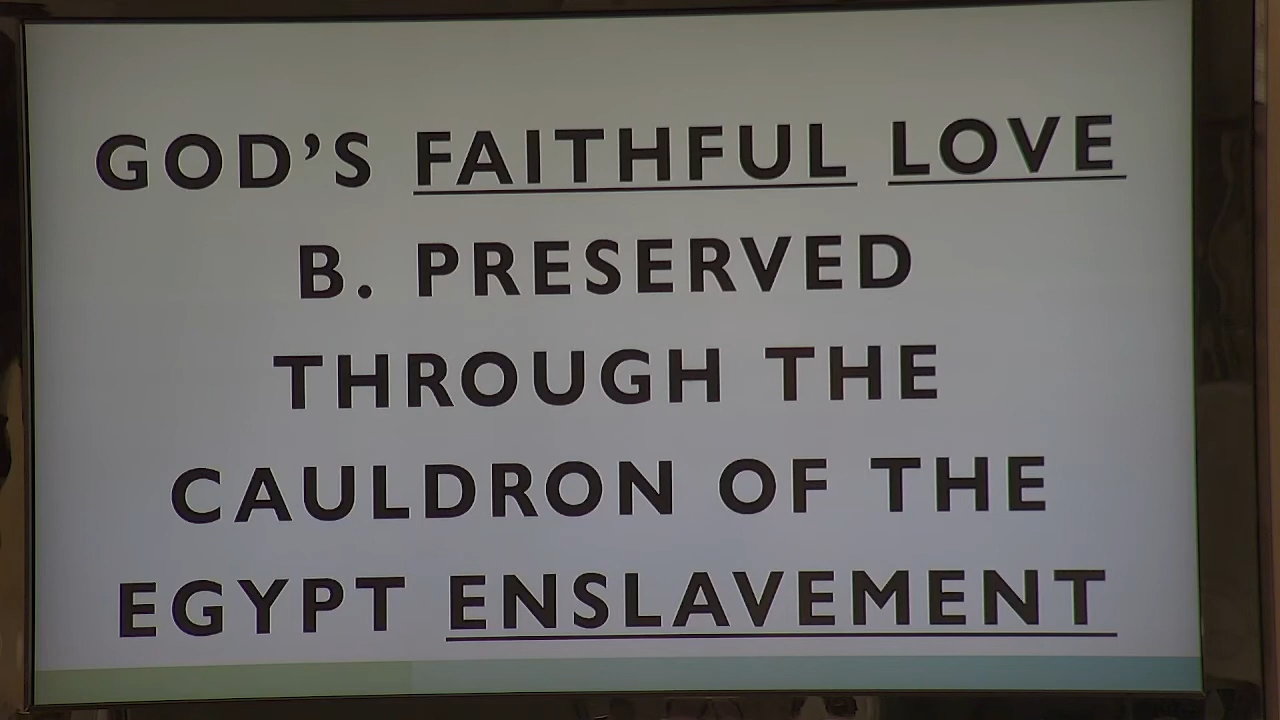 GOD'S FAITHFUL LOVE
B. PRESERVED
THROUGH THE
CAULDRON OF THE
EGYPT ENSLAVEMENT